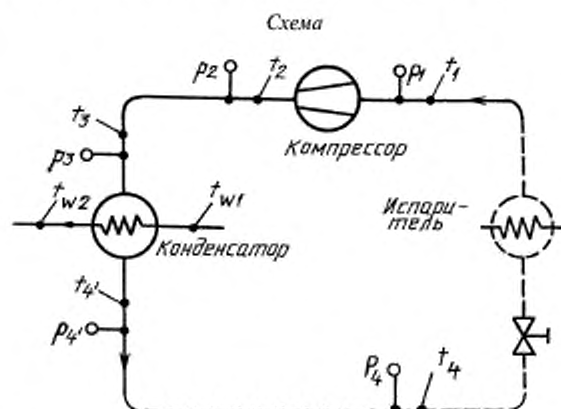 Схема
p2
t2
p1
t1
t3
p3
Компрессор
tw2
tw1
Испари-
тель
Конденсатор
t4'
p4'
P4
t4